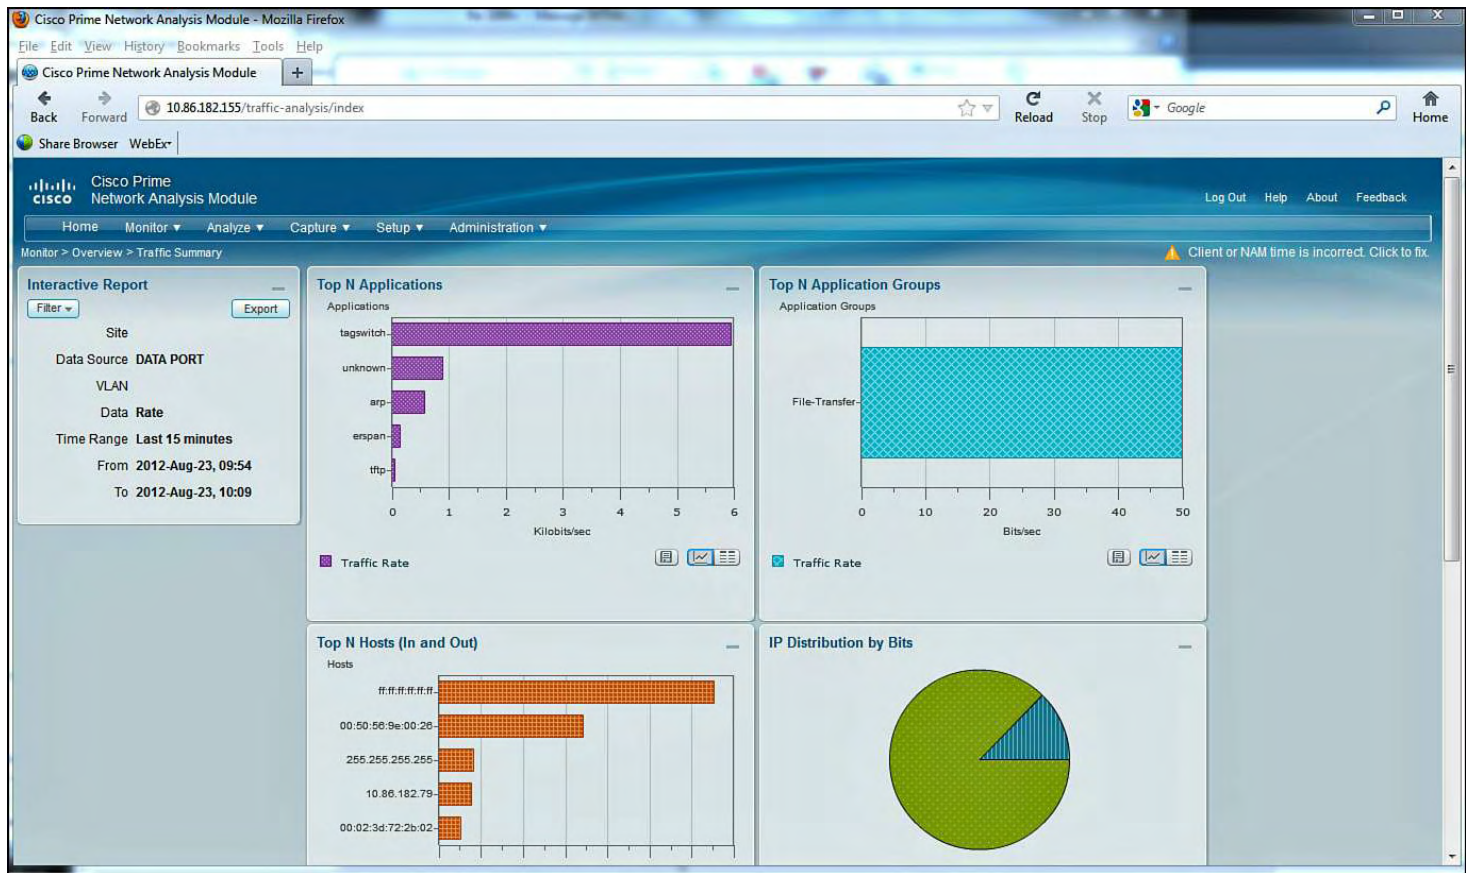 Cisco Prime Network Analysis Module - Mozilla Firefox
File Edit View History Bookmarks Tools Help
Cisco Prime Network Analysis Module +
Back Forward 10.86.182.155/traffic-analysis/index Reload Stop Google Home
Share Browser WebEx
cisco Cisco Prime
Network Analysis Module
Log Out Help About Feedback
Home Monitor Analyze Capture Setup Administration
Monitor > Overview > Traffic Summary
Client or NAM time is incorrect. Click to fix.
Interactive Report
Filter Export
Site
Data Source DATA PORT
VLAN
Data Rate
Time Range Last 15 minutes
From 2012-Aug-23, 09:54
To 2012-Aug-23, 10:09
Top N Applications
Applications
tagswitch
unknown
arp
erspan
tftp
0 1 2 3 4 5 6
Kilobits/sec
Traffic Rate
Top N Application Groups
Application Groups
File-Transfer
0 10 20 30 40 50
Bits/sec
Traffic Rate
Top N Hosts (In and Out)
Hosts
ff:ff:ff:ff:ff:ff
00:50:56:9e:00:26
255.255.255.255
10.86.182.79
00:02:3d:72:2b:02
IP Distribution by Bits